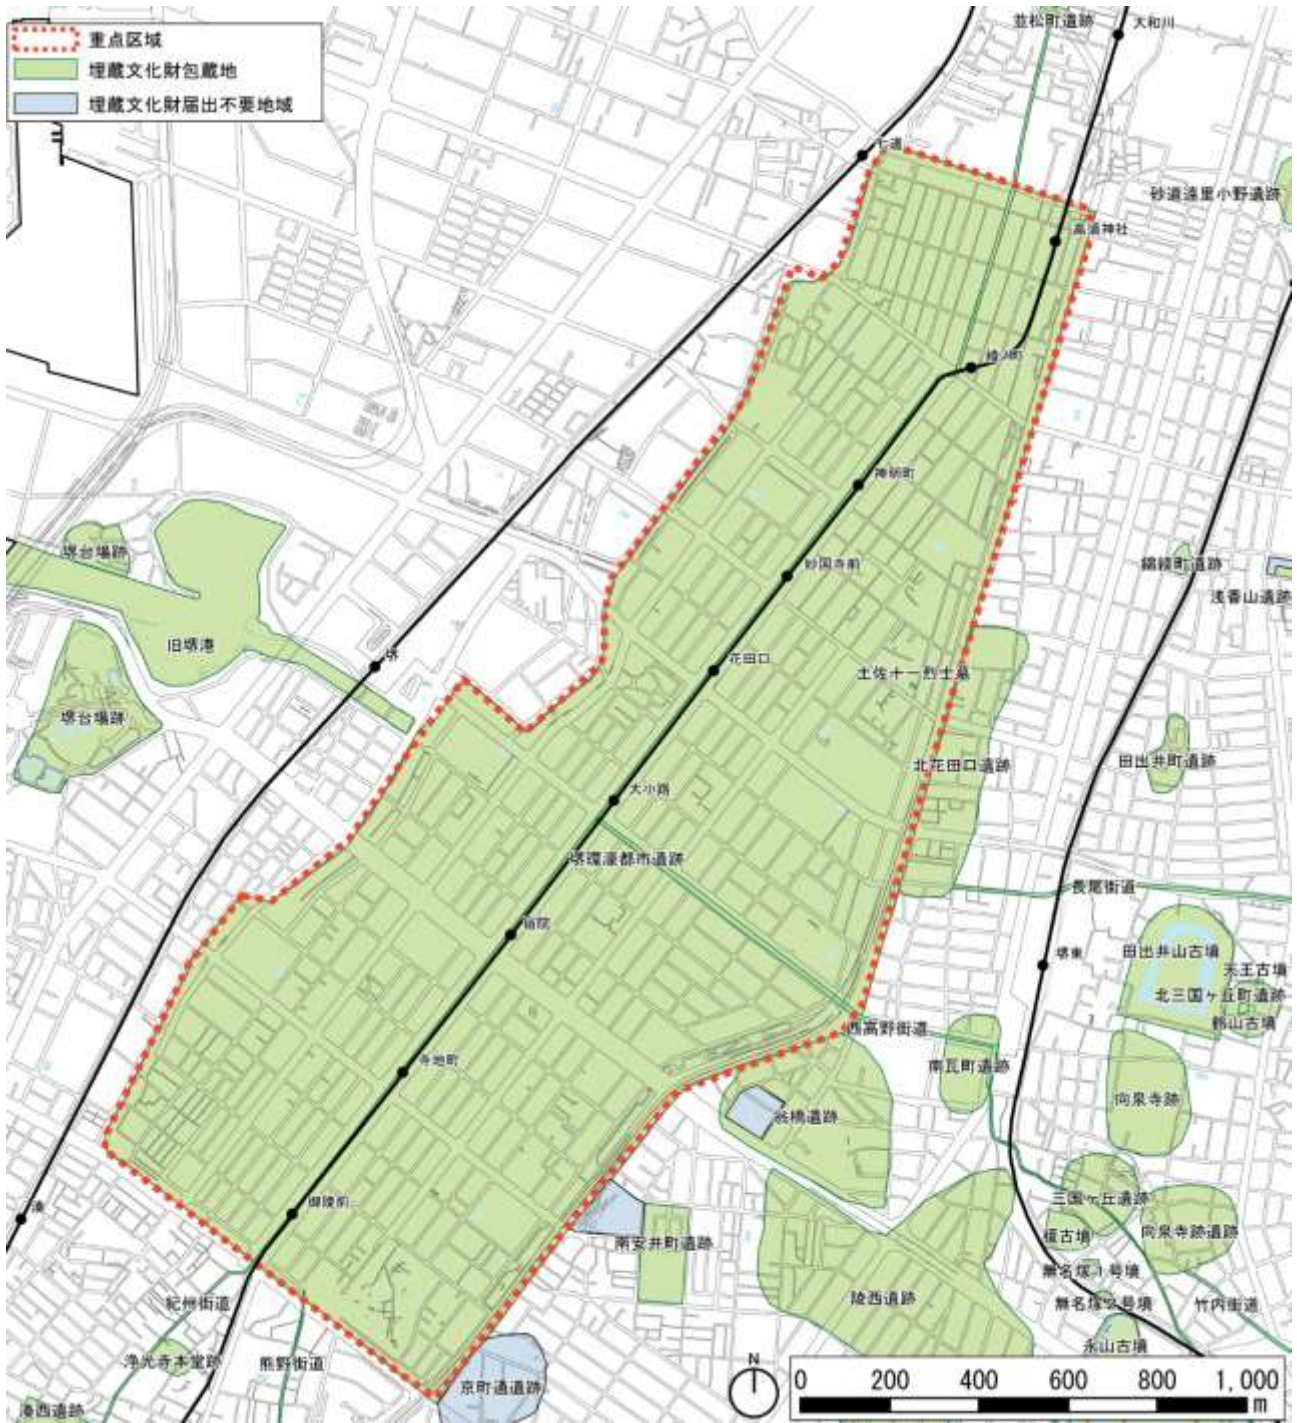 重点区域
埋蔵文化財包蔵地
埋蔵文化財届出不要地域
並松町遺跡
大和川
七道
砂道遠里小野遺跡
高須神社
綾ノ町
神明町
堺台場跡
妙国寺前
錦綾町遺跡
浅香山遺跡
旧堺港
堺
花田口
土佐十一烈士墓
堺台場跡
北花田口遺跡
田出井町遺跡
大小路
堺環濠都市遺跡
長尾街道
宿院
田出井山古墳
堺東
天王古墳
北三国ヶ丘町遺跡
鈴山古墳
西高野街道
寺地町
南瓦町遺跡
向泉寺跡
翁橋遺跡
御陵前
湊
三国ヶ丘遺跡
榎古墳
向泉寺跡遺跡
南安井町遺跡
無名塚1号墳
陵西遺跡
無名塚2号墳
竹内街道
紀州街道
永山古墳
浄光寺本堂跡
熊野街道
京町通遺跡
湊西遺跡
N
0 200 400 600 800 1,000
m